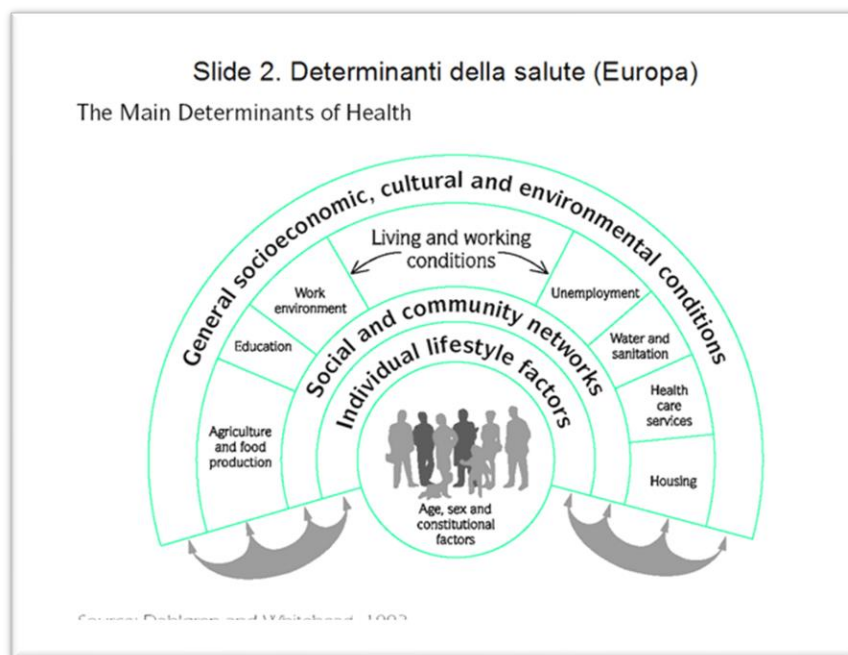 Slide 2. Determinanti della salute (Europa)
The Main Determinants of Health
General socioeconomic, cultural and environmental conditions
Living and working
conditions
Work
environment
Unemployment
Education
Water and
sanitation
Agriculture
and food
production
Health
care
services
Housing
Social and community networks
Individual lifestyle factors
Age, sex and
constitutional
factors